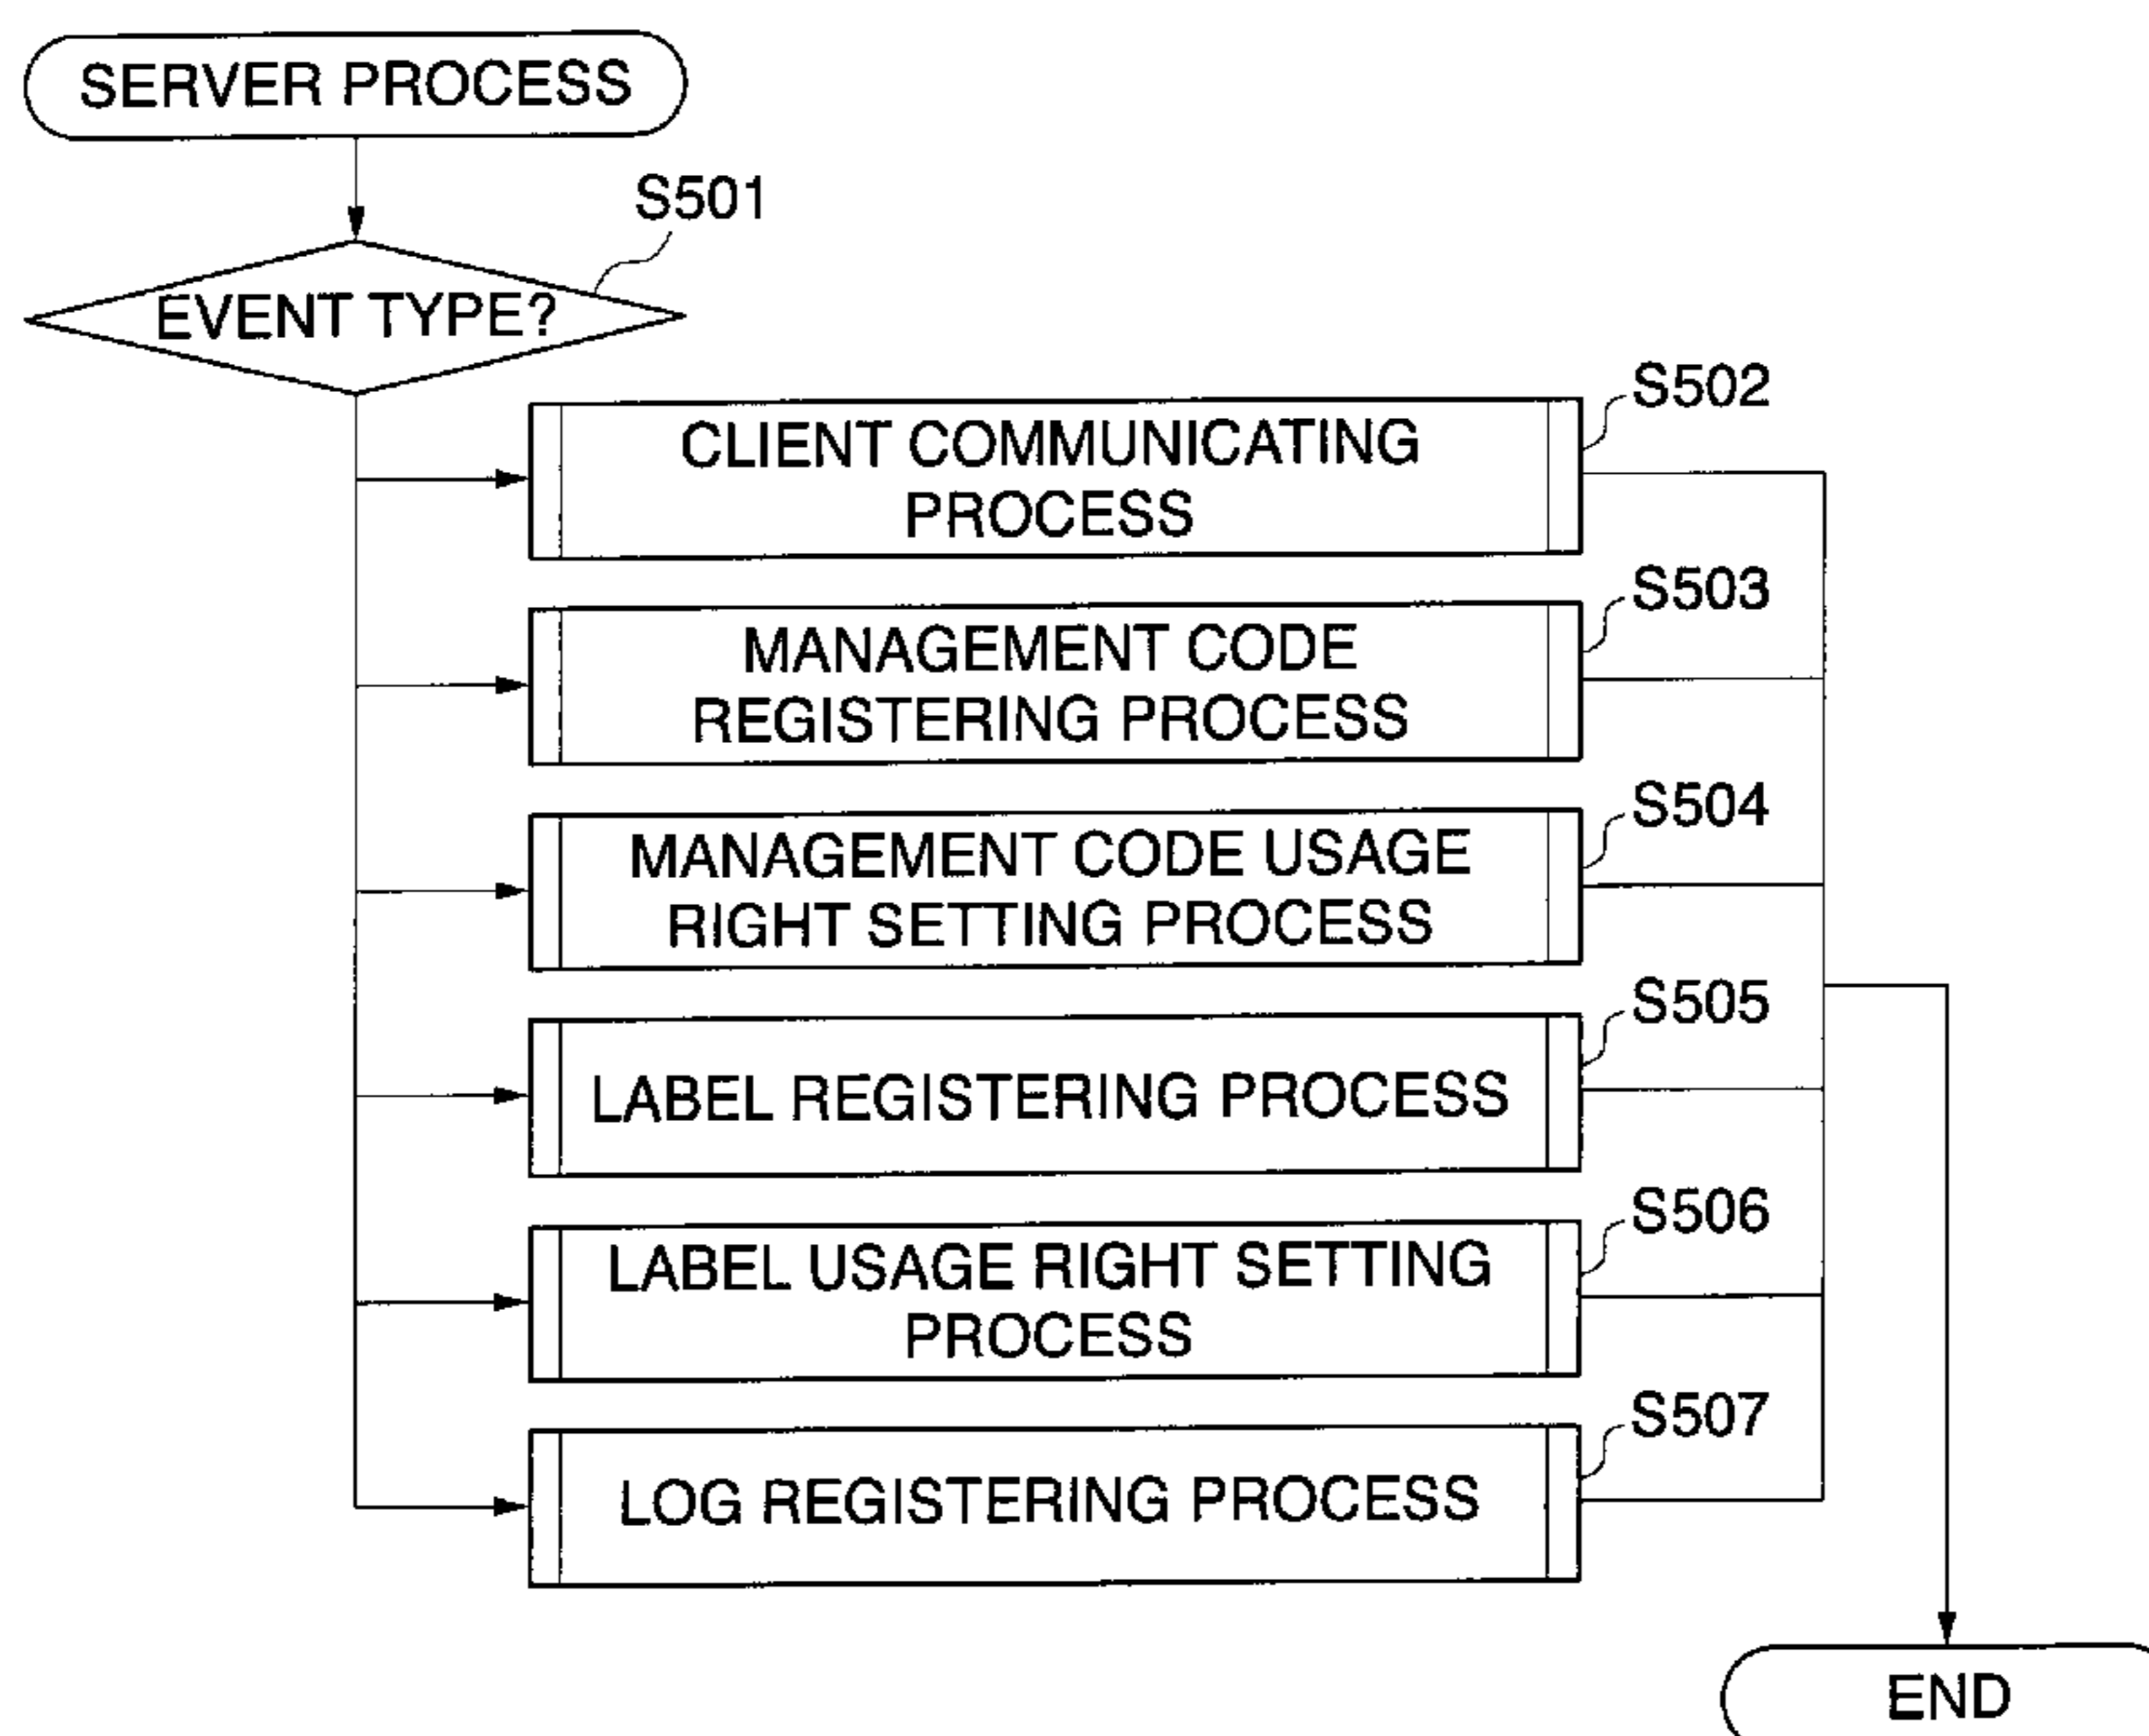 SERVER PROCESS
S501
EVENT TYPE?
S502
CLIENT COMMUNICATING
PROCESS
S503
MANAGEMENT CODE
REGISTERING PROCESS
S504
MANAGEMENT CODE USAGE
RIGHT SETTING PROCESS
S505
LABEL REGISTERING PROCESS
S506
LABEL USAGE RIGHT SETTING
PROCESS
S507
LOG REGISTERING PROCESS
END